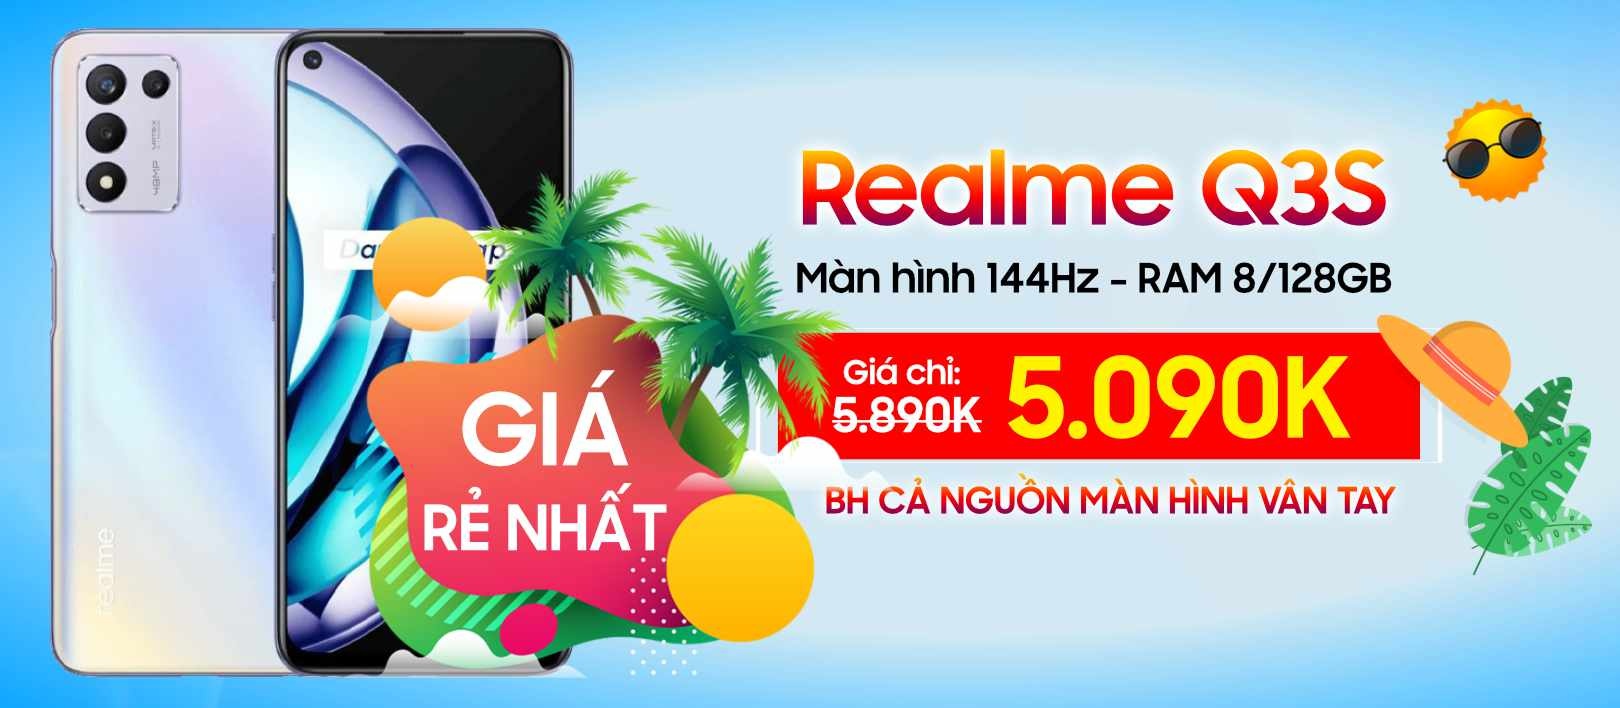 48MP MATRIX
realme
GIÁ
RẺ NHẤT
Realme Q3S
Màn hình 144Hz - RAM 8/128GB
Giá chỉ:
5.890K
5.090K
BH CẢ NGUỒN MÀN HÌNH VÂN TAY